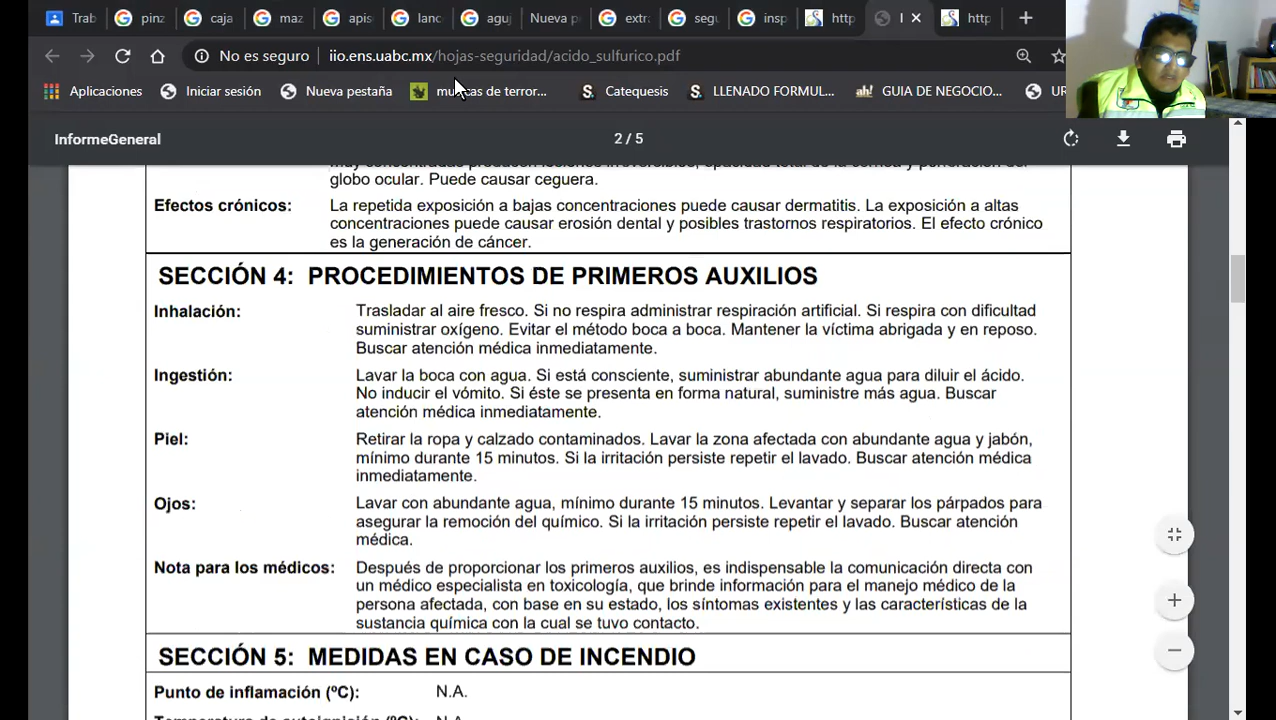 Trab
pinz
caja
maz
apis
lanc
agu
Nueva p
extr
segu
insp
http
I
http
No es seguro
iio.ens.uabc.mx/hojas-seguridad/acido_sulfurico.pdf
Aplicaciones
Iniciar sesión
Nueva pestaña
de terror...
Catequesis
LLENADO FORMUL...
GUIA DE NEGOCIO...
UR
InformeGeneral
2 / 5
globo ocular. Puede causar ceguera.
Efectos crónicos: La repetida exposición a bajas concentraciones puede causar dermatitis. La exposición a altas
concentraciones puede causar erosión dental y posibles trastornos respiratorios. El efecto crónico
es la generación de cáncer.
SECCIÓN 4: PROCEDIMIENTOS DE PRIMEROS AUXILIOS
Inhalación: Trasladar al aire fresco. Si no respira administrar respiración artificial. Si respira con dificultad
suministrar oxígeno. Evitar el método boca a boca. Mantener la víctima abrigada y en reposo.
Buscar atención médica inmediatamente.
Ingestión: Lavar la boca con agua. Si está consciente, suministrar abundante agua para diluir el ácido.
No inducir el vómito. Si éste se presenta en forma natural, suministre más agua. Buscar
atención médica inmediatamente.
Piel: Retirar la ropa y calzado contaminados. Lavar la zona afectada con abundante agua y jabón,
mínimo durante 15 minutos. Si la irritación persiste repetir el lavado. Buscar atención médica
inmediatamente.
Ojos: Lavar con abundante agua, mínimo durante 15 minutos. Levantar y separar los párpados para
asegurar la remoción del químico. Si la irritación persiste repetir el lavado. Buscar atención
médica.
Nota para los médicos: Después de proporcionar los primeros auxilios, es indispensable la comunicación directa con
un médico especialista en toxicología, que brinde información para el manejo médico de la
persona afectada, con base en su estado, los síntomas existentes y las características de la
sustancia química con la cual se tuvo contacto.
SECCIÓN 5: MEDIDAS EN CASO DE INCENDIO
Punto de inflamación (ºC): N.A.